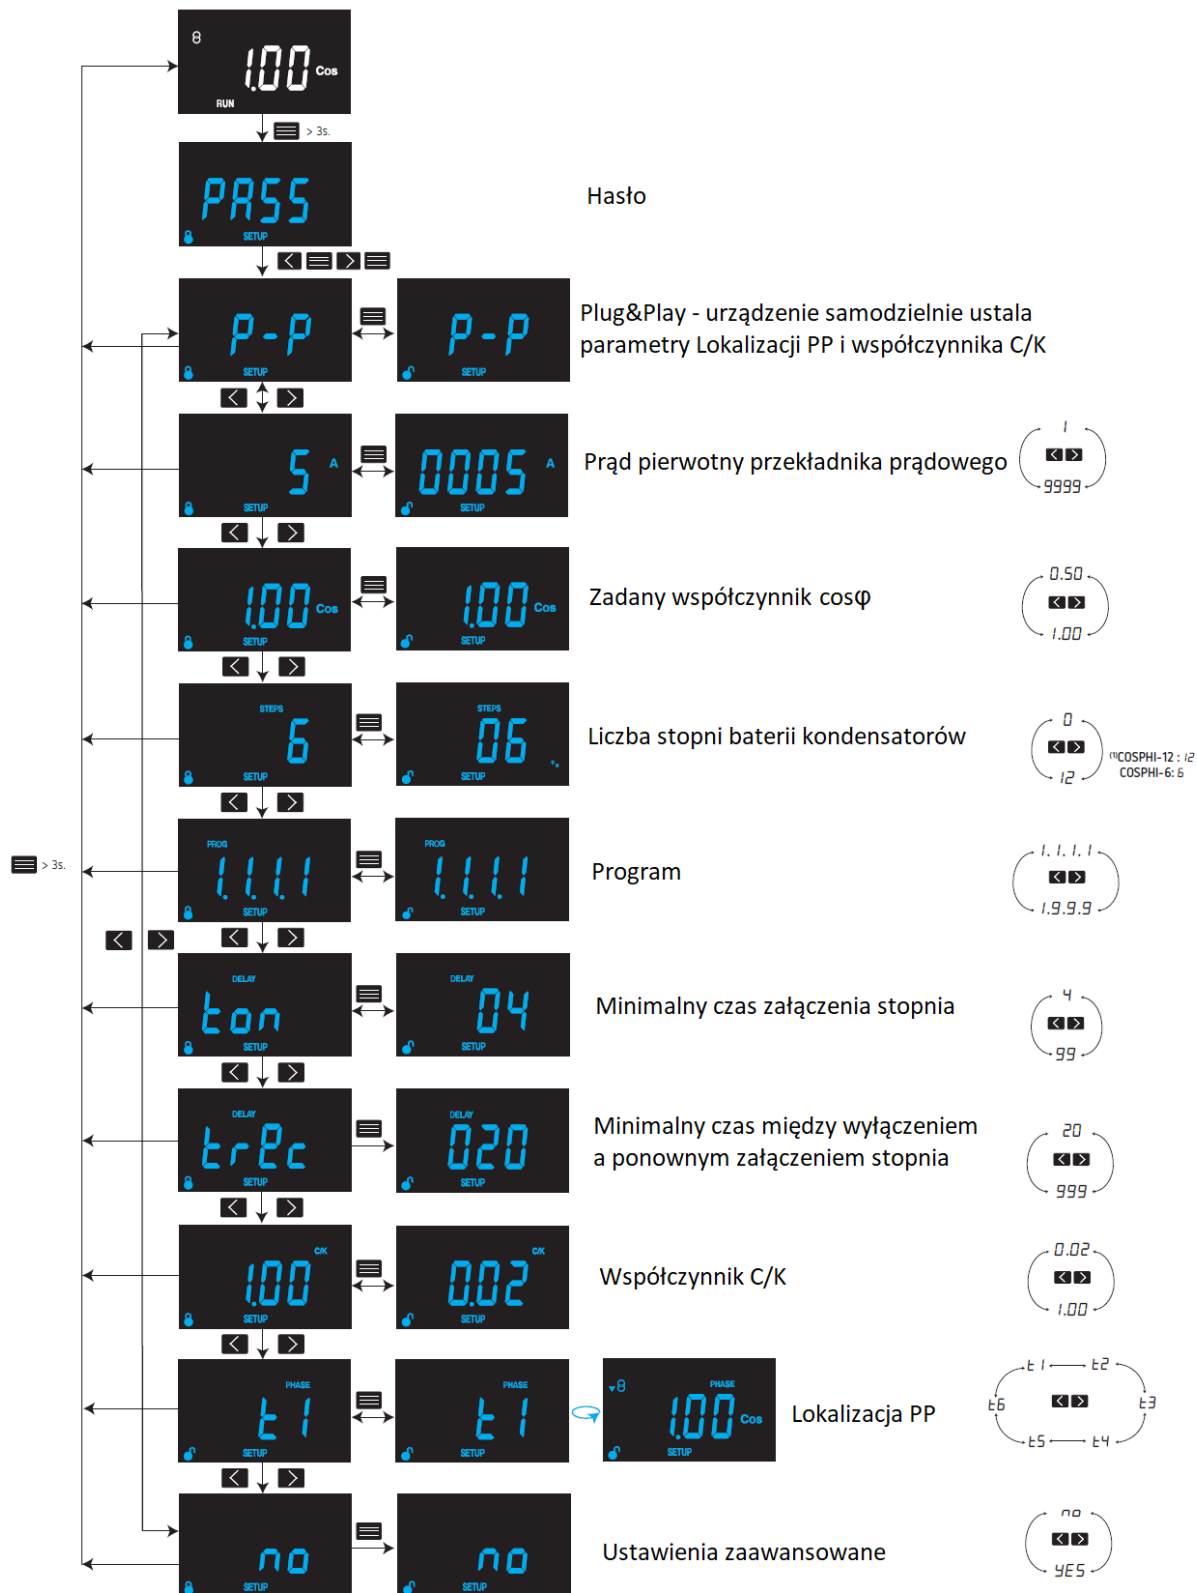 1.00 Cos
RUN
> 3s.
PASS
SETUP
Hasło
P-P
SETUP
P-P
SETUP
Plug&Play - urządzenie samodzielnie ustala
parametry Lokalizacji PP i współczynnika C/K
5 A
SETUP
0005 A
SETUP
Prąd pierwotny przekładnika prądowego
1
9999
1.00 Cos
SETUP
1.00 Cos
SETUP
Zadany współczynnik cosφ
0.50
1.00
STEPS
6
SETUP
STEPS
06
SETUP
Liczba stopni baterii kondensatorów
0
12
(1)COSPHI-12 : 12
COSPHI-6: 6
> 3s.
PROG
1.1.1.1
SETUP
PROG
1.1.1.1
SETUP
Program
1.1.1.1
1.9.9.9
DELAY
ton
SETUP
DELAY
04
SETUP
Minimalny czas załączenia stopnia
4
99
DELAY
trEc
SETUP
DELAY
020
SETUP
Minimalny czas między wyłączeniem
a ponownym załączeniem stopnia
20
999
C/K
1.00
SETUP
C/K
0.02
SETUP
Współczynnik C/K
0.02
1.00
PHASE
t1
SETUP
PHASE
t1
SETUP
PHASE
1.00 Cos
SETUP
Lokalizacja PP
t1 t2
t6 t3
t5 t4
no
SETUP
no
SETUP
Ustawienia zaawansowane
no
YES